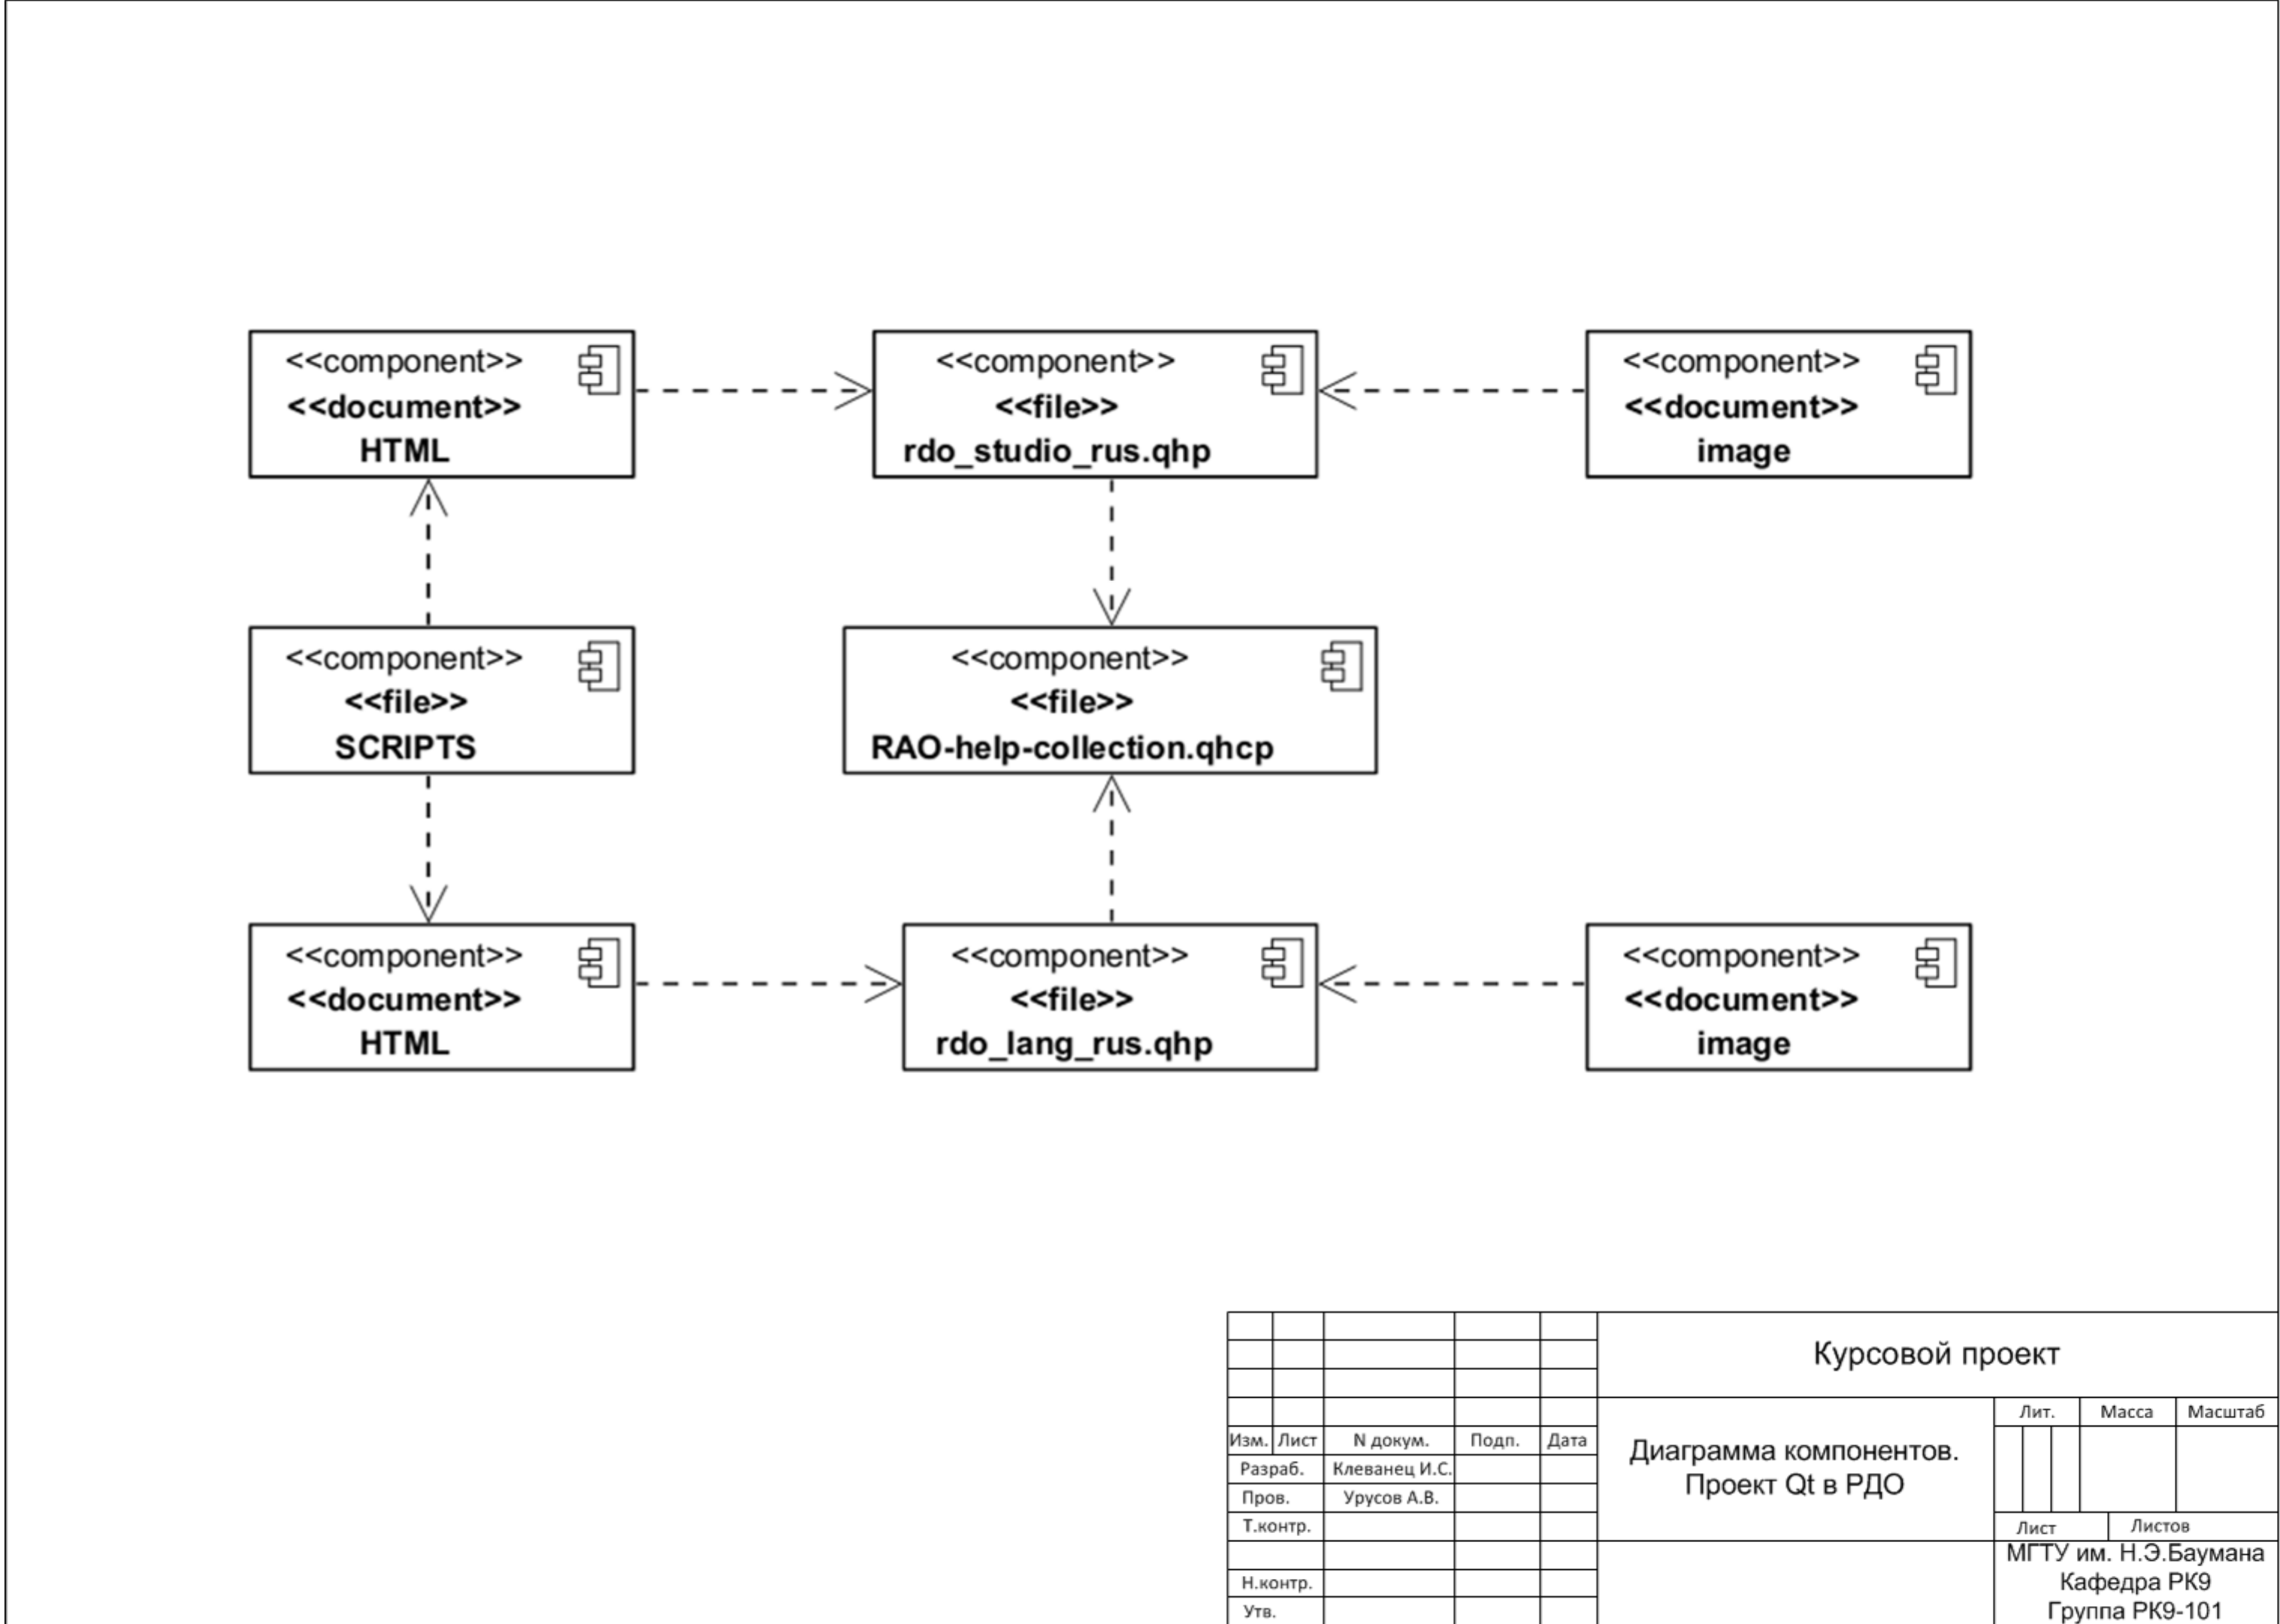 <<component>>
<<document>>
HTML
<<component>>
<<file>>
rdo_studio_rus.qhp
<<component>>
<<document>>
image
<<component>>
<<file>>
SCRIPTS
<<component>>
<<file>>
RAO-help-collection.qhcp
<<component>>
<<document>>
HTML
<<component>>
<<file>>
rdo_lang_rus.qhp
<<component>>
<<document>>
image
Курсовой проект
Лит. Масса Масштаб
Изм. Лист N докум. Подп. Дата
Диаграмма компонентов.
Проект Qt в РДО
Разраб. Клеванец И.С.
Пров. Урусов А.В.
Т.контр.
Лист Листов
Н.контр.
Утв.
МГТУ им. Н.Э.Баумана
Кафедра РК9
Группа РК9-101